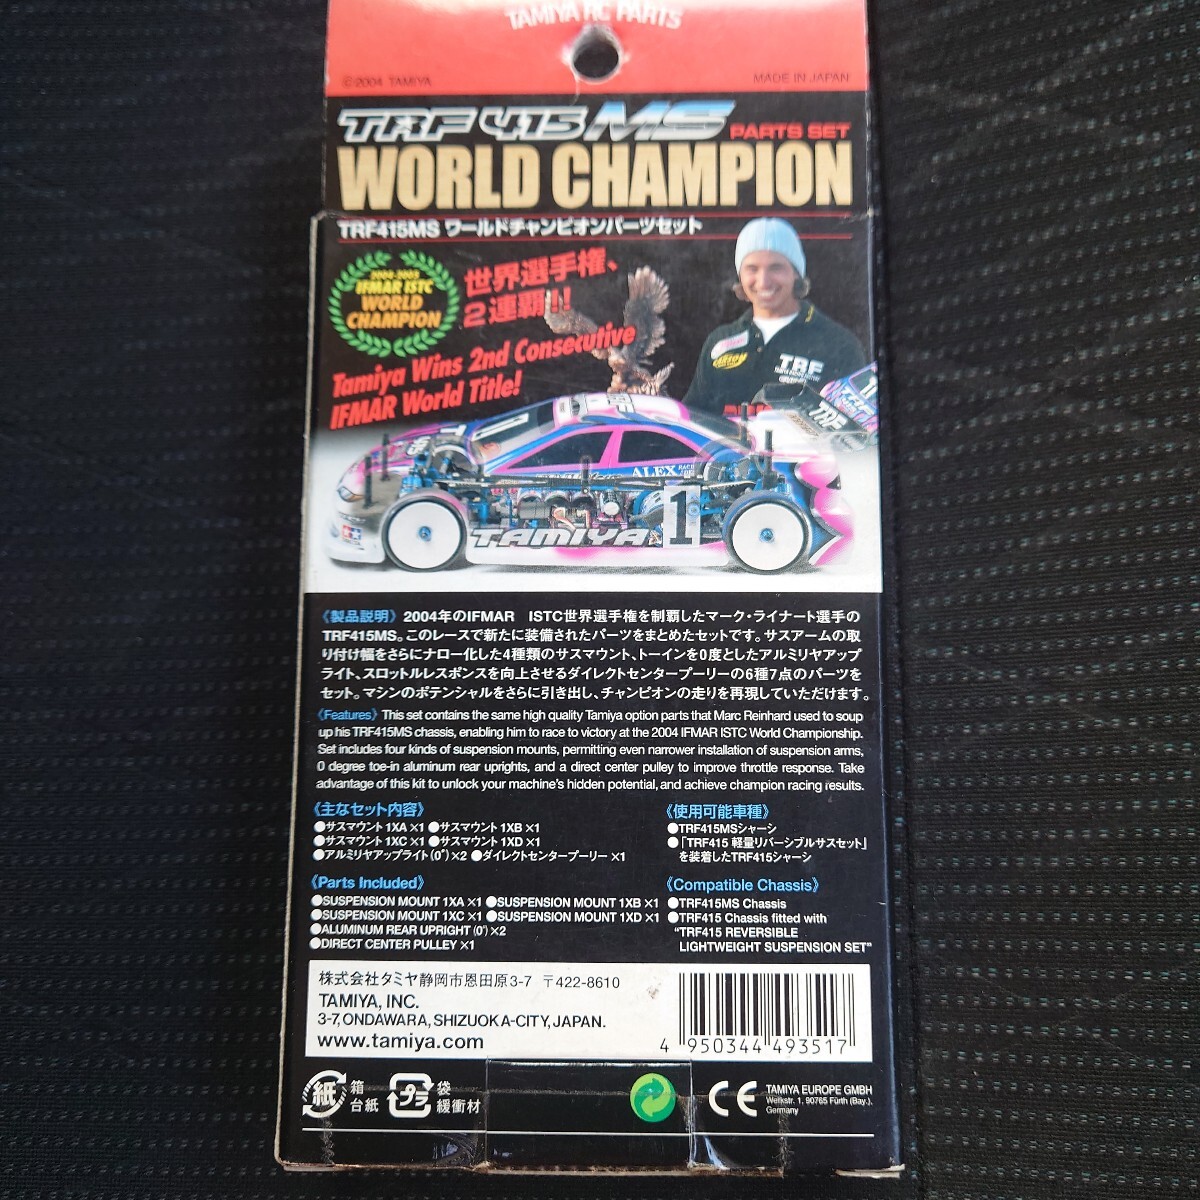 TAMIYA RC PARTS
©2004 TAMIYA
MADE IN JAPAN
TRF415MS PARTS SET
WORLD CHAMPION
TRF415MS ワールドチャンピオンパーツセット
2004-2003
IFMAR ISTC
WORLD
CHAMPION
世界選手権、
2連覇!!
Tamiya Wins 2nd Consecutive
IFMAR World Title!
TRF
TRF
ALEX
1
TAMIYA
《製品説明》2004年のIFMAR ISTC世界選手権を制覇したマーク・ライナート選手の
TRF415MS。このレースで新たに装備されたパーツをまとめたセットです。サスアームの取
り付け幅をさらにナロー化した4種類のサスマウント、トーインを0度としたアルミリヤアップ
ライト、スロットルレスポンスを向上させるダイレクトセンタープーリーの6種7点のパーツを
セット。マシンのポテンシャルをさらに引き出し、チャンピオンの走りを再現していただけます。
《Features》This set contains the same high quality Tamiya option parts that Marc Reinhard used to soup
up his TRF415MS chassis, enabling him to race to victory at the 2004 IFMAR ISTC World Championship.
Set includes four kinds of suspension mounts, permitting even narrower installation of suspension arms,
0 degree toe-in aluminum rear uprights, and a direct center pulley to improve throttle response. Take
advantage of this kit to unlock your machine's hidden potential, and achieve champion racing results.
《主なセット内容》
●サスマウント 1XA ×1 ●サスマウント 1XB ×1
●サスマウント 1XC ×1 ●サスマウント 1XD ×1
●アルミリヤアップライト(0°)×2 ●ダイレクトセンタープーリー ×1
《使用可能車種》
●TRF415MSシャーシ
●「TRF415 軽量リバーシブルサスセット」
を装着したTRF415シャーシ
《Parts Included》
●SUSPENSION MOUNT 1XA ×1 ●SUSPENSION MOUNT 1XB ×1
●SUSPENSION MOUNT 1XC ×1 ●SUSPENSION MOUNT 1XD ×1
●ALUMINUM REAR UPRIGHT (0°) ×2
●DIRECT CENTER PULLEY ×1
《Compatible Chassis》
●TRF415MS Chassis
●TRF415 Chassis fitted with
"TRF415 REVERSIBLE
LIGHTWEIGHT SUSPENSION SET"
株式会社タミヤ 静岡市恩田原3-7 〒422-8610
TAMIYA, INC.
3-7, ONDAWARA, SHIZUOKA-CITY, JAPAN.
www.tamiya.com
4 950344 493517
紙
箱
台紙
プラ
袋
緩衝材
CE
TAMIYA EUROPE GMBH
Werkstr. 1. 90765 Fürth (Bay.),
Germany